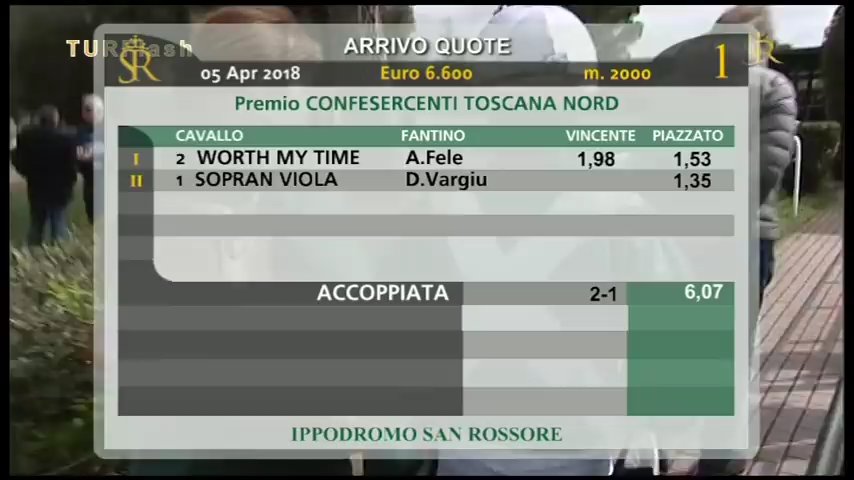 TURFlash
ARRIVO QUOTE
SR
05 Apr 2018 Euro 6.600 m. 2000 1
Premio CONFESERCENTI TOSCANA NORD
CAVALLO FANTINO VINCENTE PIAZZATO
I 2 WORTH MY TIME A.Fele 1,98 1,53
II 1 SOPRAN VIOLA D.Vargiu 1,35
ACCOPPIATA 2-1 6,07
IPPODROMO SAN ROSSORE